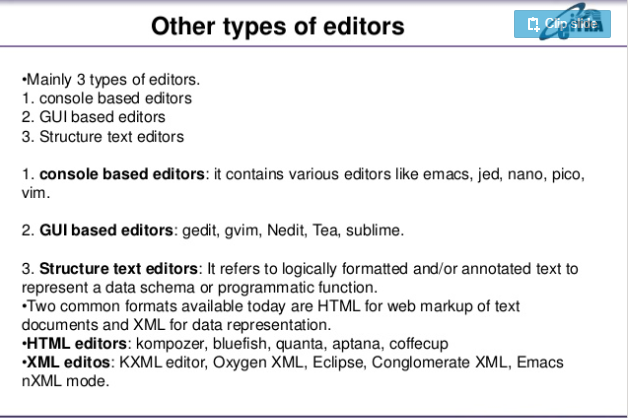 Other types of editors
Clip slide
•Mainly 3 types of editors.
1. console based editors
2. GUI based editors
3. Structure text editors
1. console based editors: it contains various editors like emacs, jed, nano, pico,
vim.
2. GUI based editors: gedit, gvim, Nedit, Tea, sublime.
3. Structure text editors: It refers to logically formatted and/or annotated text to
represent a data schema or programmatic function.
•Two common formats available today are HTML for web markup of text
documents and XML for data representation.
•HTML editors: kompozer, bluefish, quanta, aptana, coffecup
•XML editos: KXML editor, Oxygen XML, Eclipse, Conglomerate XML, Emacs
nXML mode.